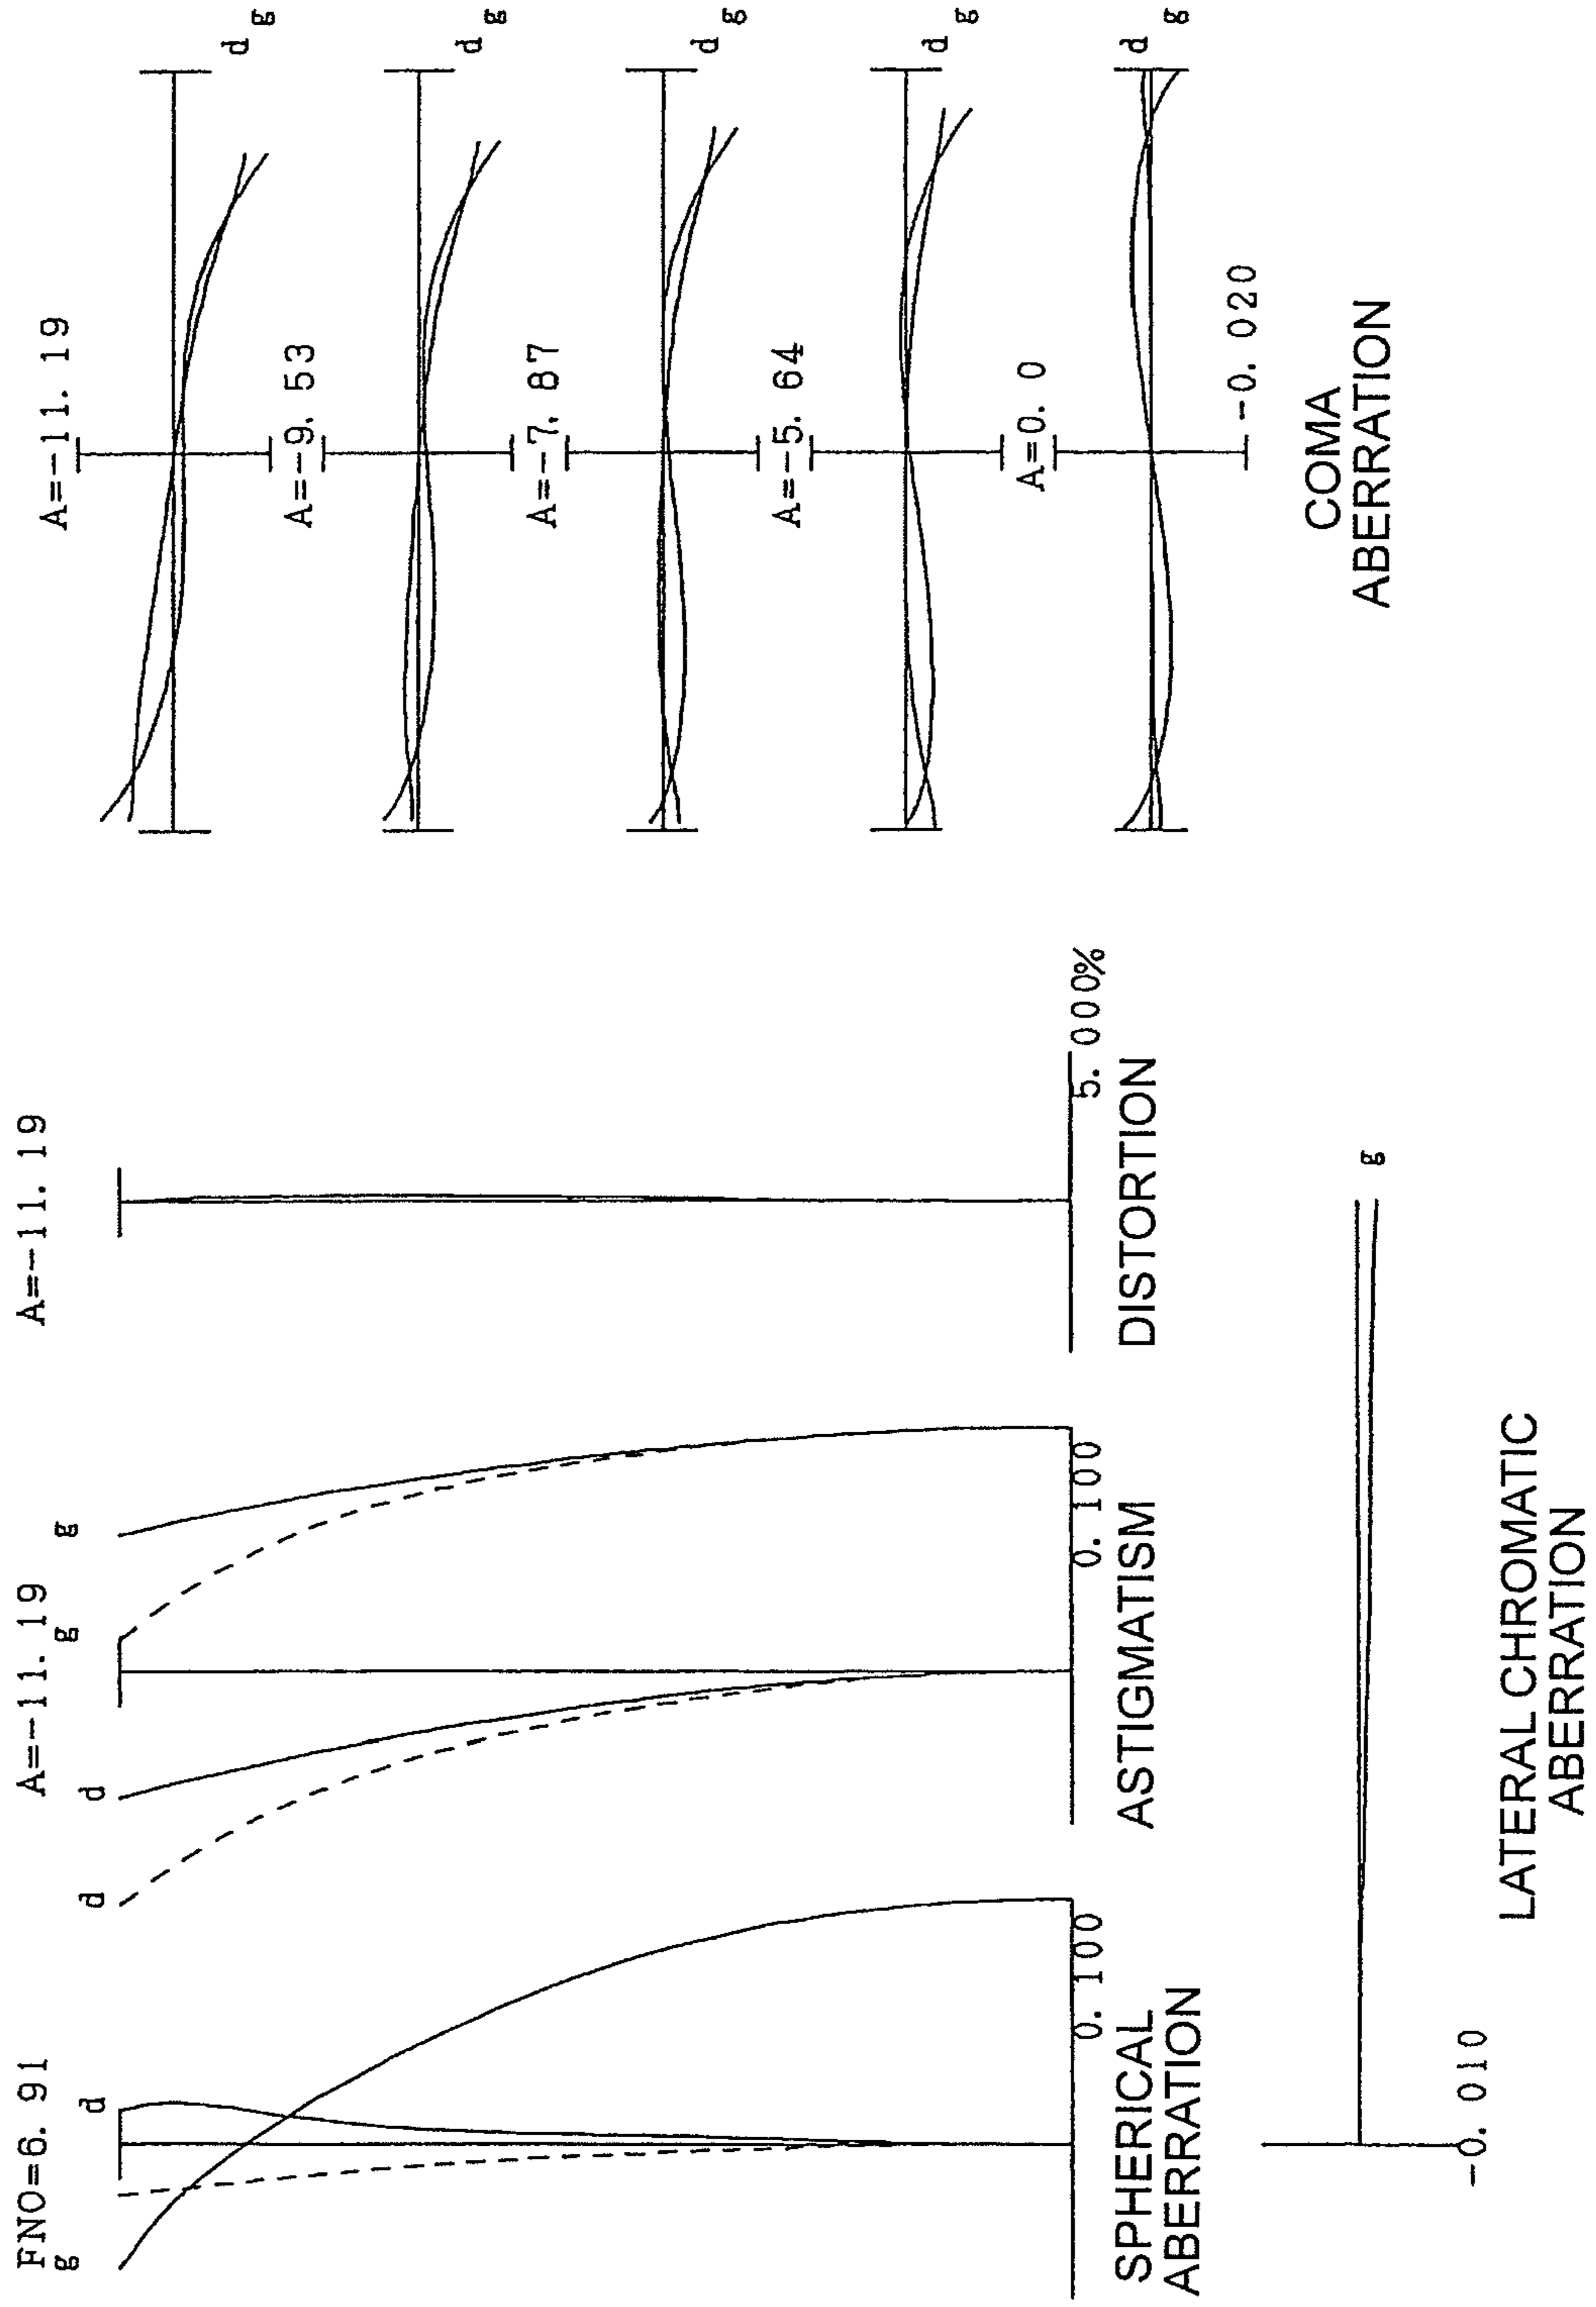 FNO=6. 91
g
d
0. 100
SPHERICAL
ABERRATION
A=-11. 19
d
d
g
g
0. 100
ASTIGMATISM
A=-11. 19
5. 000%
DISTORTION
A=-11. 19
d
g
A=-9. 53
d
g
A=-7. 87
d
g
A=-5. 64
d
g
A=0. 0
d
g
-0. 020
COMA
ABERRATION
g
-0. 010
LATERAL CHROMATIC
ABERRATION